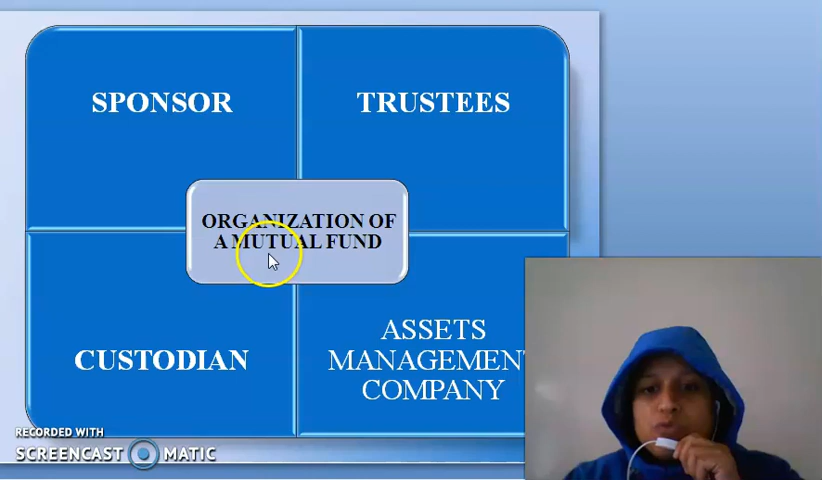 SPONSOR
TRUSTEES
ORGANIZATION OF
A MUTUAL FUND
CUSTODIAN
ASSETS
MANAGEMENT
COMPANY
RECORDED WITH
SCREENCAST MATIC